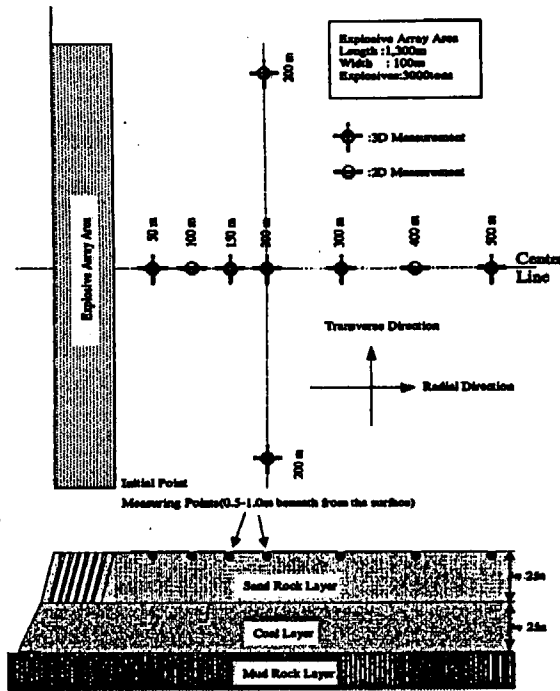 200 m
Explosive Array Area
Length :1,300m
Width : 100m
Explosives:3000tons
:3D Measurement
:2D Measurement
50 m
100 m
150 m
200 m
300 m
400 m
500 m
Explosive Array Area
Center
Line
Transverse Direction
Radial Direction
200 m
Initial Point
Measuring Points(0.5-1.0m beneath from the surface)
Sand Rock Layer
Coal Layer
Mud Rock Layer